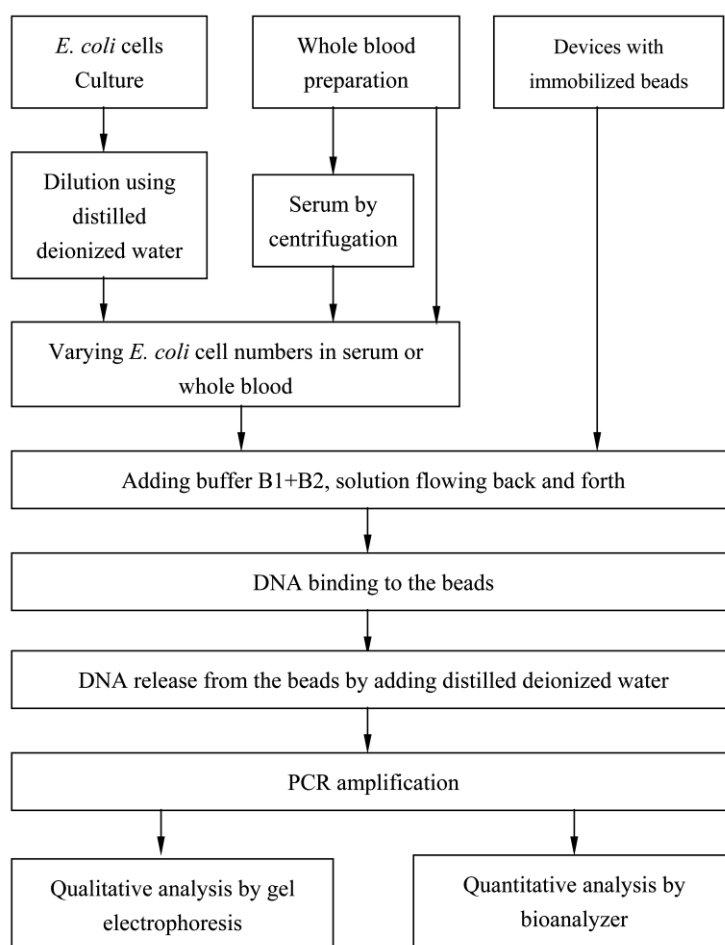 E. coli cells
Culture
Whole blood
preparation
Devices with
immobilized beads
Dilution using
distilled
deionized water
Serum by
centrifugation
Varying E. coli cell numbers in serum or
whole blood
Adding buffer B1+B2, solution flowing back and forth
DNA binding to the beads
DNA release from the beads by adding distilled deionized water
PCR amplification
Qualitative analysis by gel
electrophoresis
Quantitative analysis by
bioanalyzer